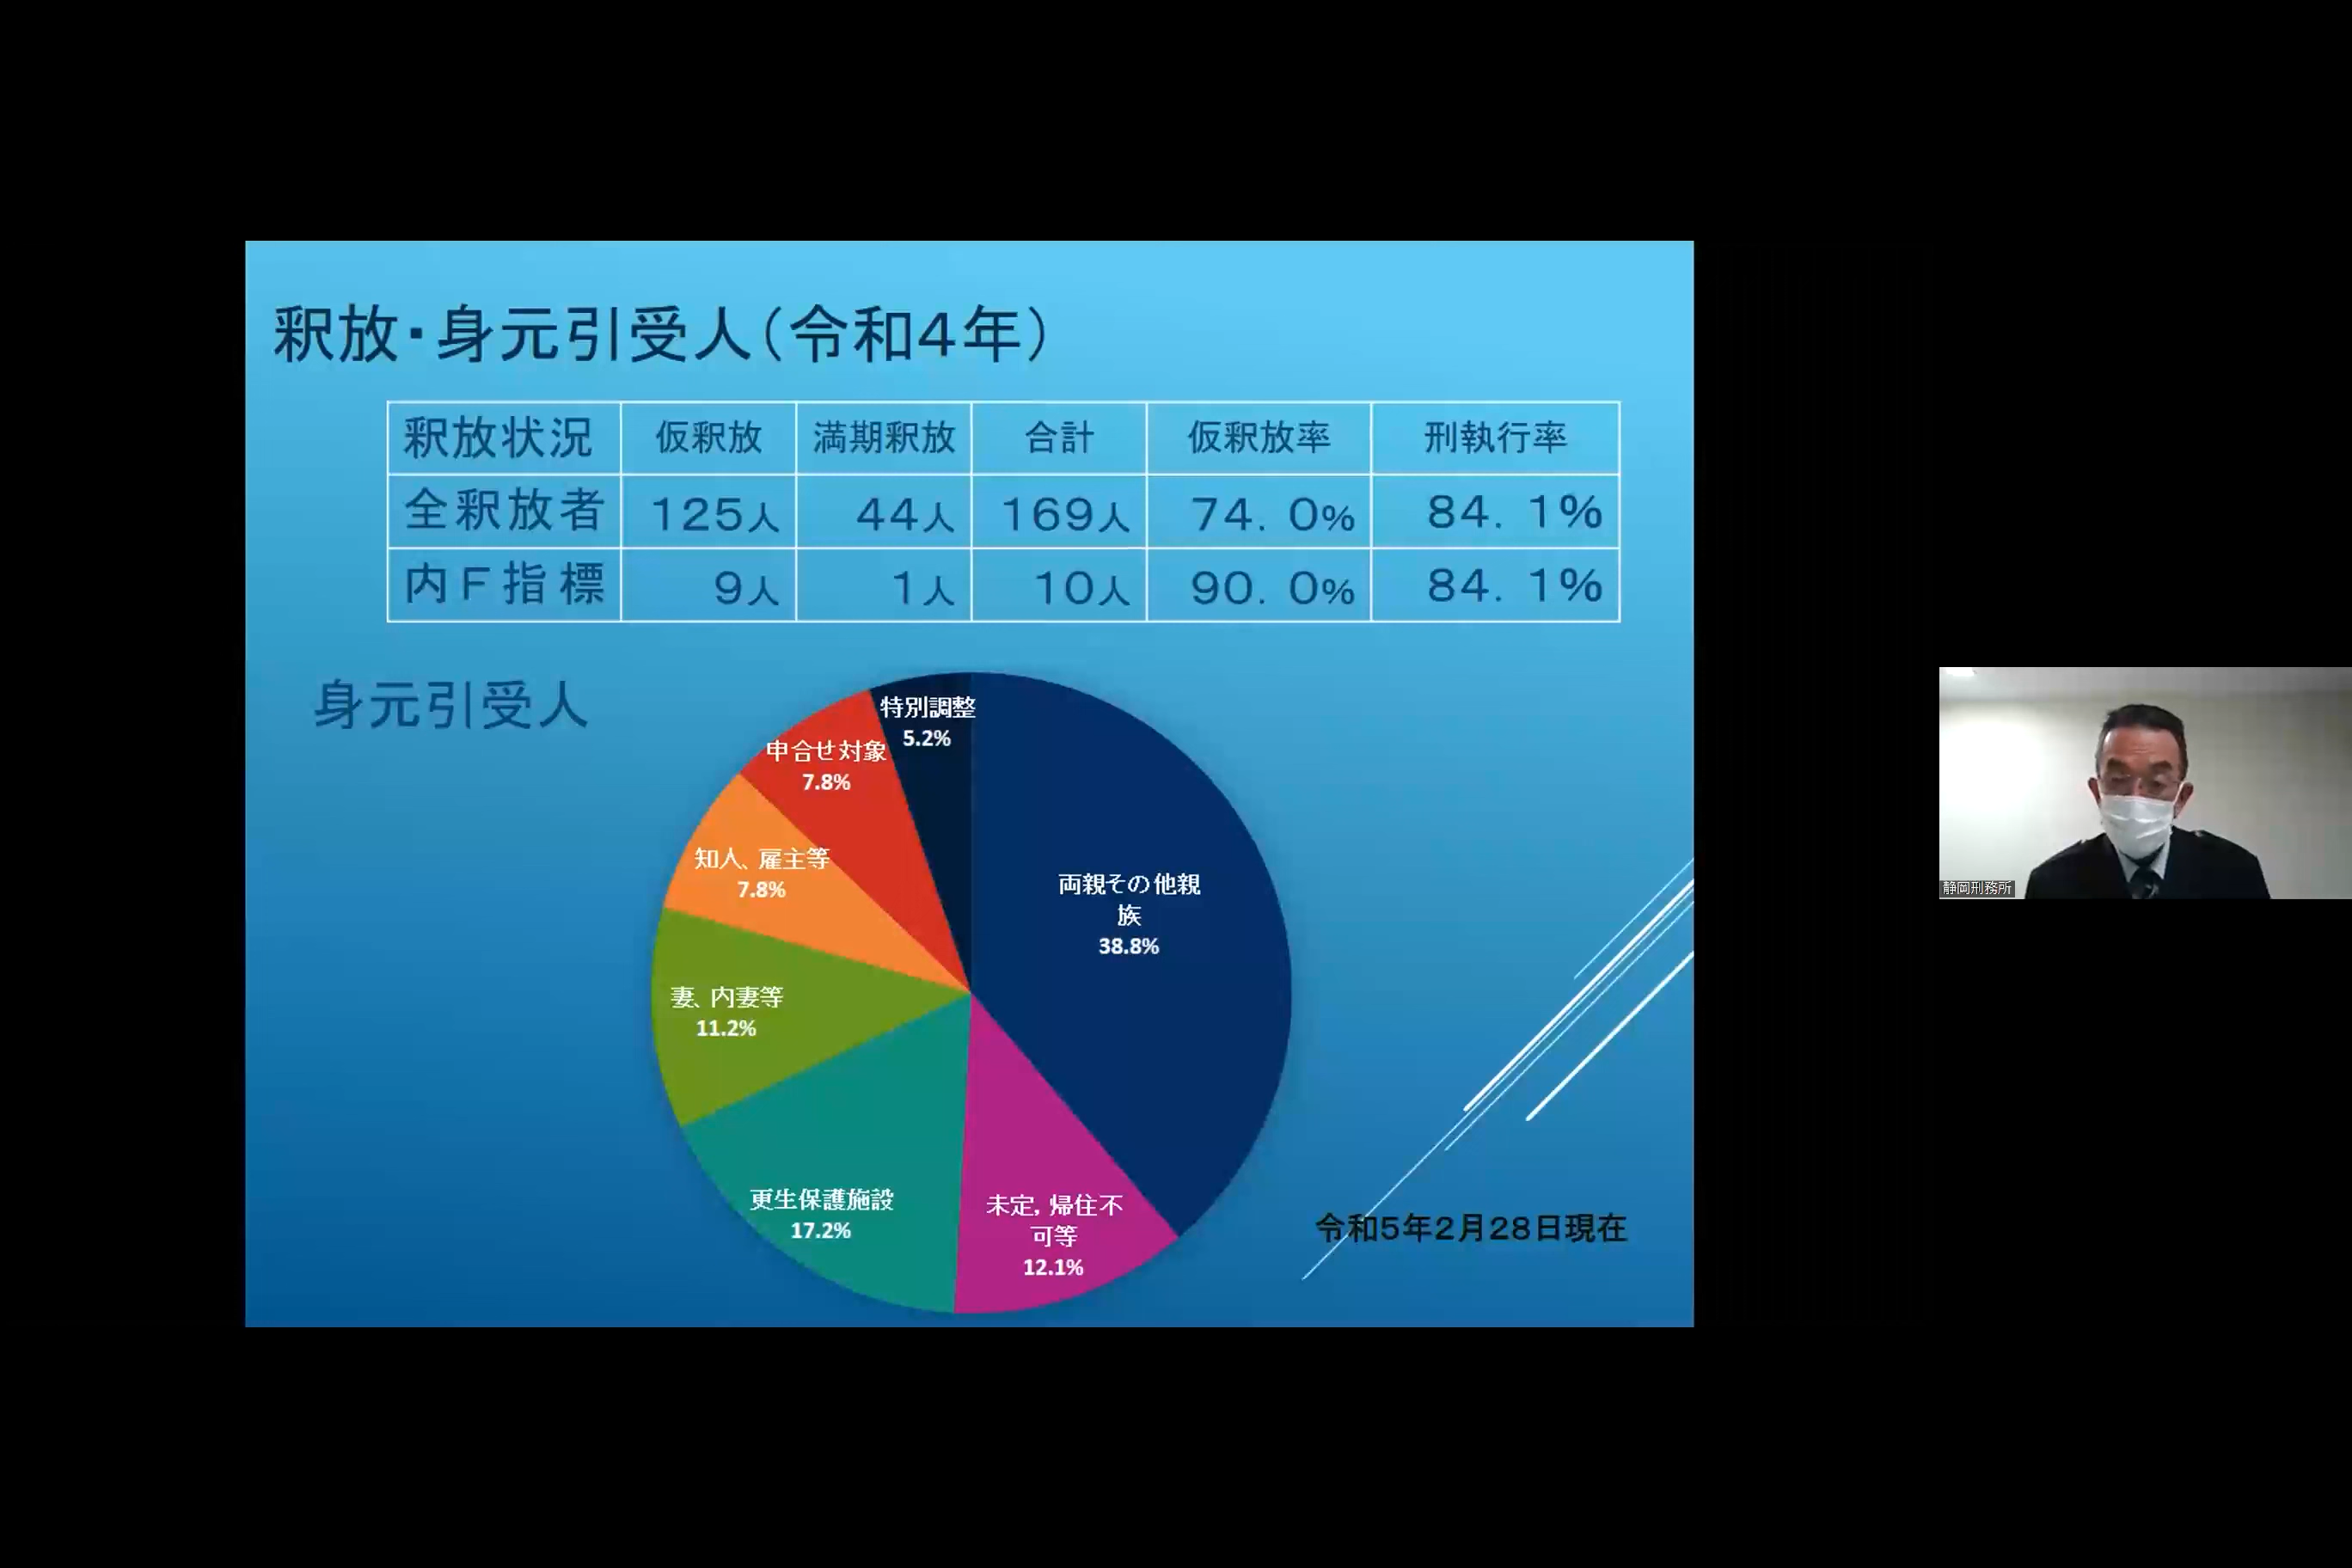 釈放・身元引受人（令和4年）
釈放状況 仮釈放 満期釈放 合計 仮釈放率 刑執行率
全釈放者 125人 44人 169人 74. 0% 84. 1%
内F指標 9人 1人 10人 90. 0% 84. 1%
身元引受人
特別調整
5.2%
申合せ対象
7.8%
知人、雇主等
7.8%
両親その他親
族
38.8%
妻、内妻等
11.2%
更生保護施設
17.2%
未定，帰住不
可等
12.1%
令和5年2月28日現在
静岡刑務所